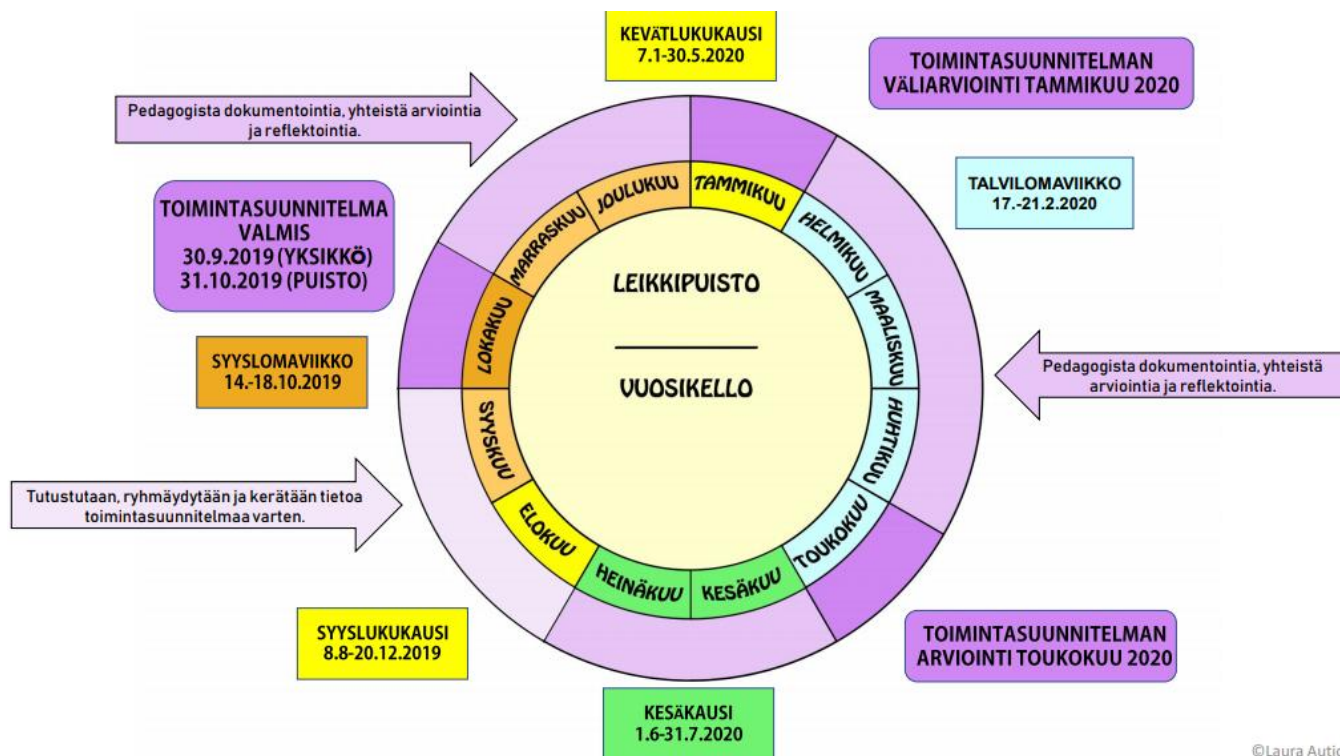 KEVÄTLUKUKAUSI
7.1-30.5.2020
TOIMINTASUUNNITELMAN
VÄLIARVIOINTI TAMMIKUU 2020
Pedagogista dokumentointia, yhteistä arviointia
ja reflektointia.
TALVILOMAVIIKKO
17.-21.2.2020
TOIMINTASUUNNITELMA
VALMIS
30.9.2019 (YKSIKKÖ)
31.10.2019 (PUISTO)
SYYSLOMAVIIKKO
14.-18.10.2019
Pedagogista dokumentointia, yhteistä
arviointia ja reflektointia.
Tutustutaan, ryhmäydytään ja kerätään tietoa
toimintasuunnitelmaa varten.
SYYSLUKUKAUSI
8.8-20.12.2019
TOIMINTASUUNNITELMAN
ARVIOINTI TOUKOKUU 2020
KESÄKAUSI
1.6-31.7.2020
TAMMIKUU
HELMIKUU
MAALISKUU
HUHTIKUU
TOUKOKUU
KESÄKUU
HEINÄKUU
ELOKUU
SYYSKUU
LOKAKUU
MARRASKUU
JOULUKUU
LEIKKIPUISTO
VUOSIKELLO
©Laura Autio